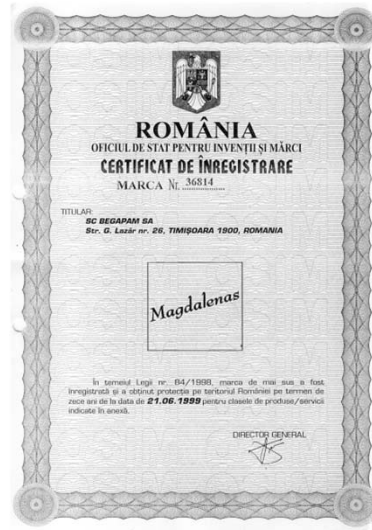 ROMÂNIA
OFICIUL DE STAT PENTRU INVENȚII ȘI MĂRCI
CERTIFICAT DE ÎNREGISTRARE
MARCA Nr. 36814
TITULAR:
SC BEGAPAM SA
Str. G. Lazăr nr. 26, TIMIȘOARA 1900, ROMANIA
Magdalenas
În temeiul Legii nr. 84/1998, marca de mai sus a fost
înregistrată și a obținut protecția pe teritoriul României pe termen de
zece ani de la data de 21.06.1999 pentru clasele de produse/servicii
indicate în anexă.
DIRECTOR GENERAL